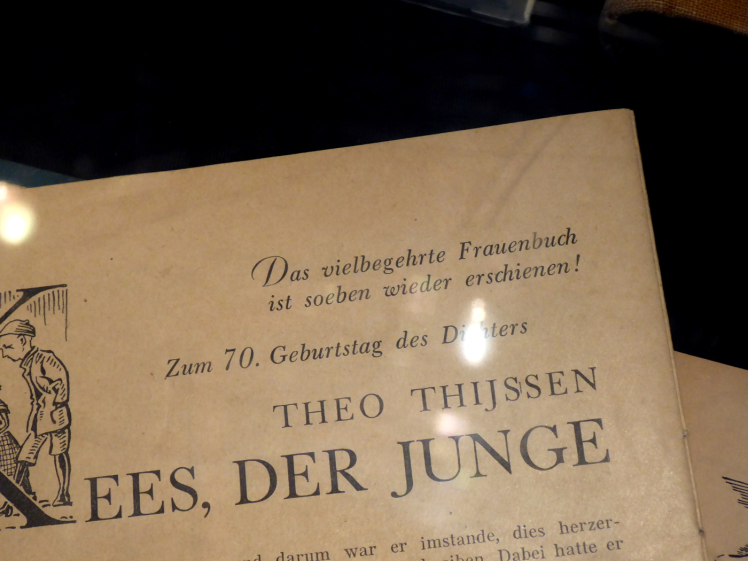 Das vielbegehrte Frauenbuch
ist soeben wieder erschienen!
Zum 70. Geburtstag des Dichters
THEO THIJSSEN
KEES, DER JUNGE
darum war er imstande, dies herzer-
Dabei hatte er